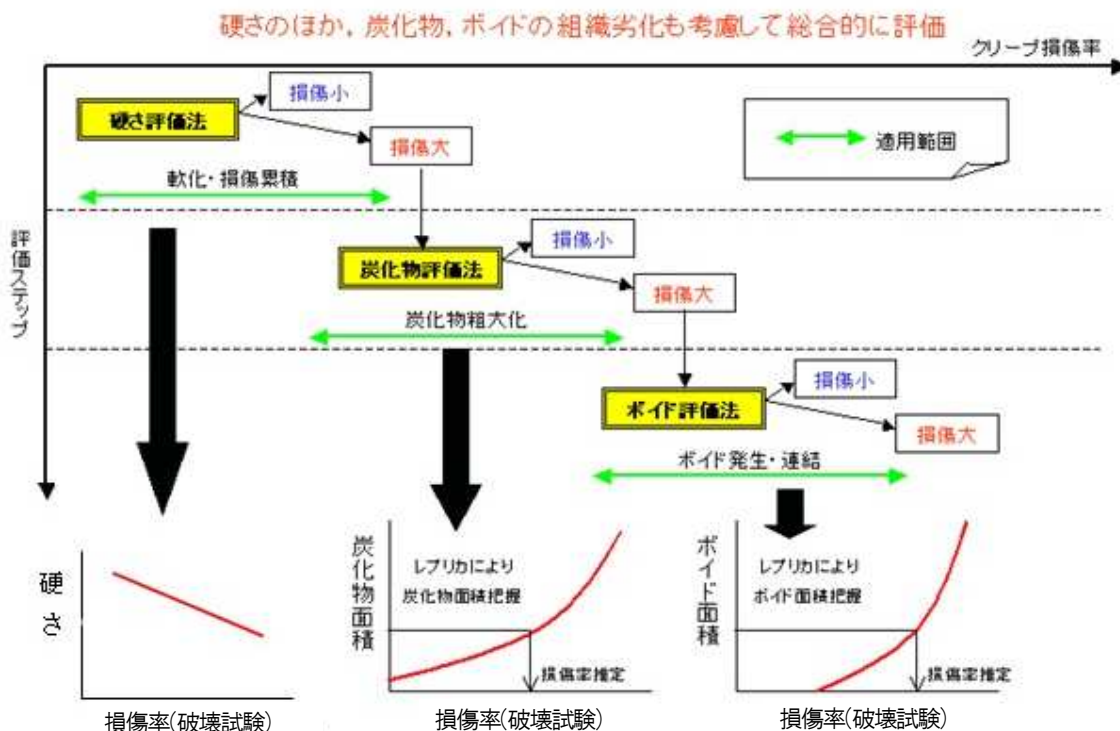 硬さのほか, 炭化物, ボイドの組織劣化も考慮して総合的に評価
クリープ損傷率
損傷小
硬さ評価法
損傷大
適用範囲
軟化・損傷累積
評価ステップ
損傷小
炭化物評価法
損傷大
炭化物粗大化
損傷小
ボイド評価法
損傷大
ボイド発生・連結
硬さ
損傷率(破壊試験)
炭化物面積
レプリカにより
炭化物面積把握
損傷率推定
損傷率(破壊試験)
ボイド面積
レプリカにより
ボイド面積把握
損傷率推定
損傷率(破壊試験)